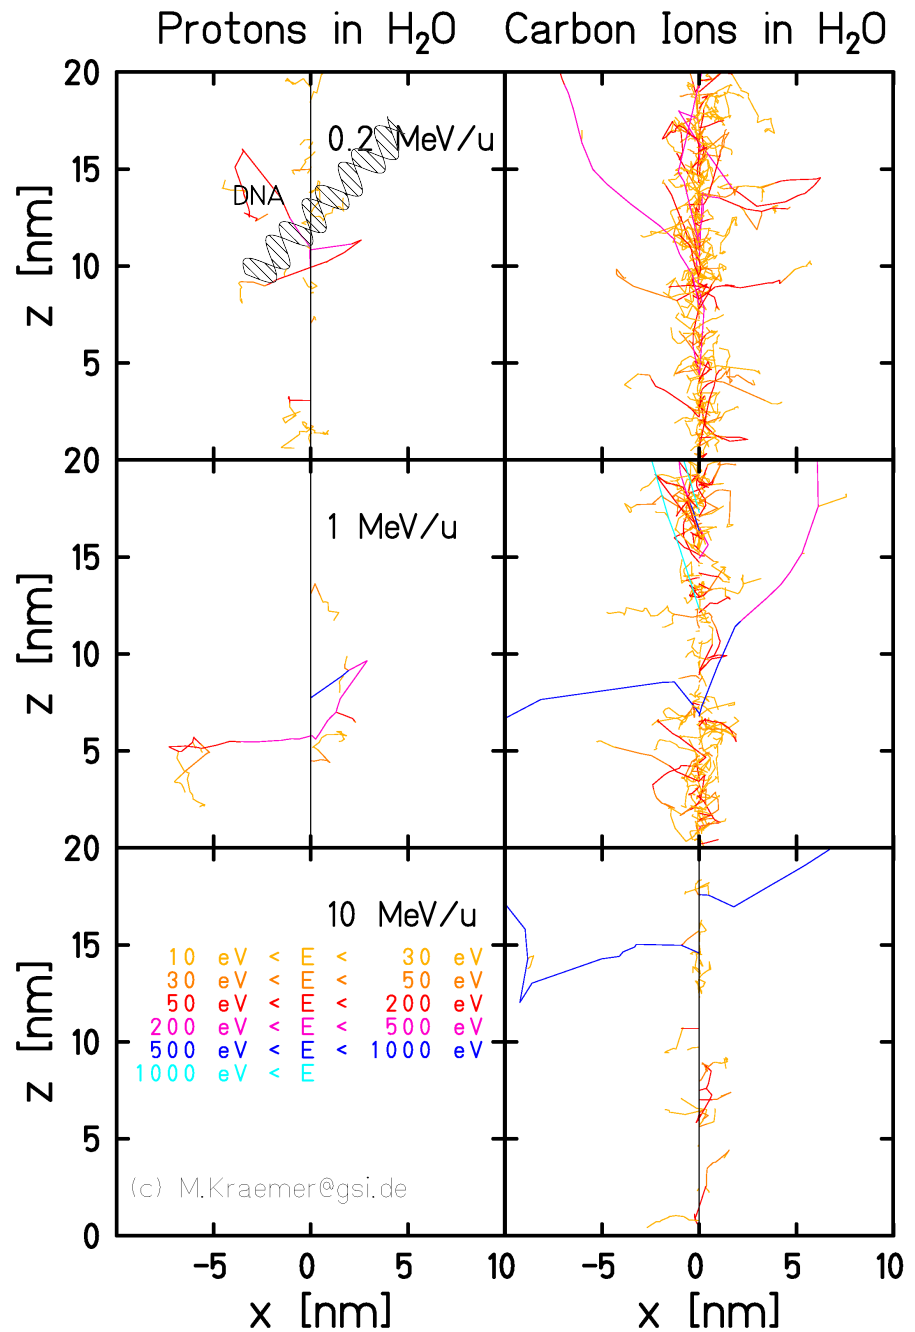 Protons in H₂O Carbon Ions in H₂O
20
0.2 MeV/u
15
DNA
z [nm]
10
5
20
1 MeV/u
15
z [nm]
10
5
20
10 MeV/u
10 eV < E < 30 eV
15
30 eV < E < 50 eV
50 eV < E < 200 eV
200 eV < E < 500 eV
500 eV < E < 1000 eV
10
1000 eV < E
z [nm]
5
(c) M.Kraemer@gsi.de
0
-5 0 5 10 -5 0 5 10
x [nm] x [nm]